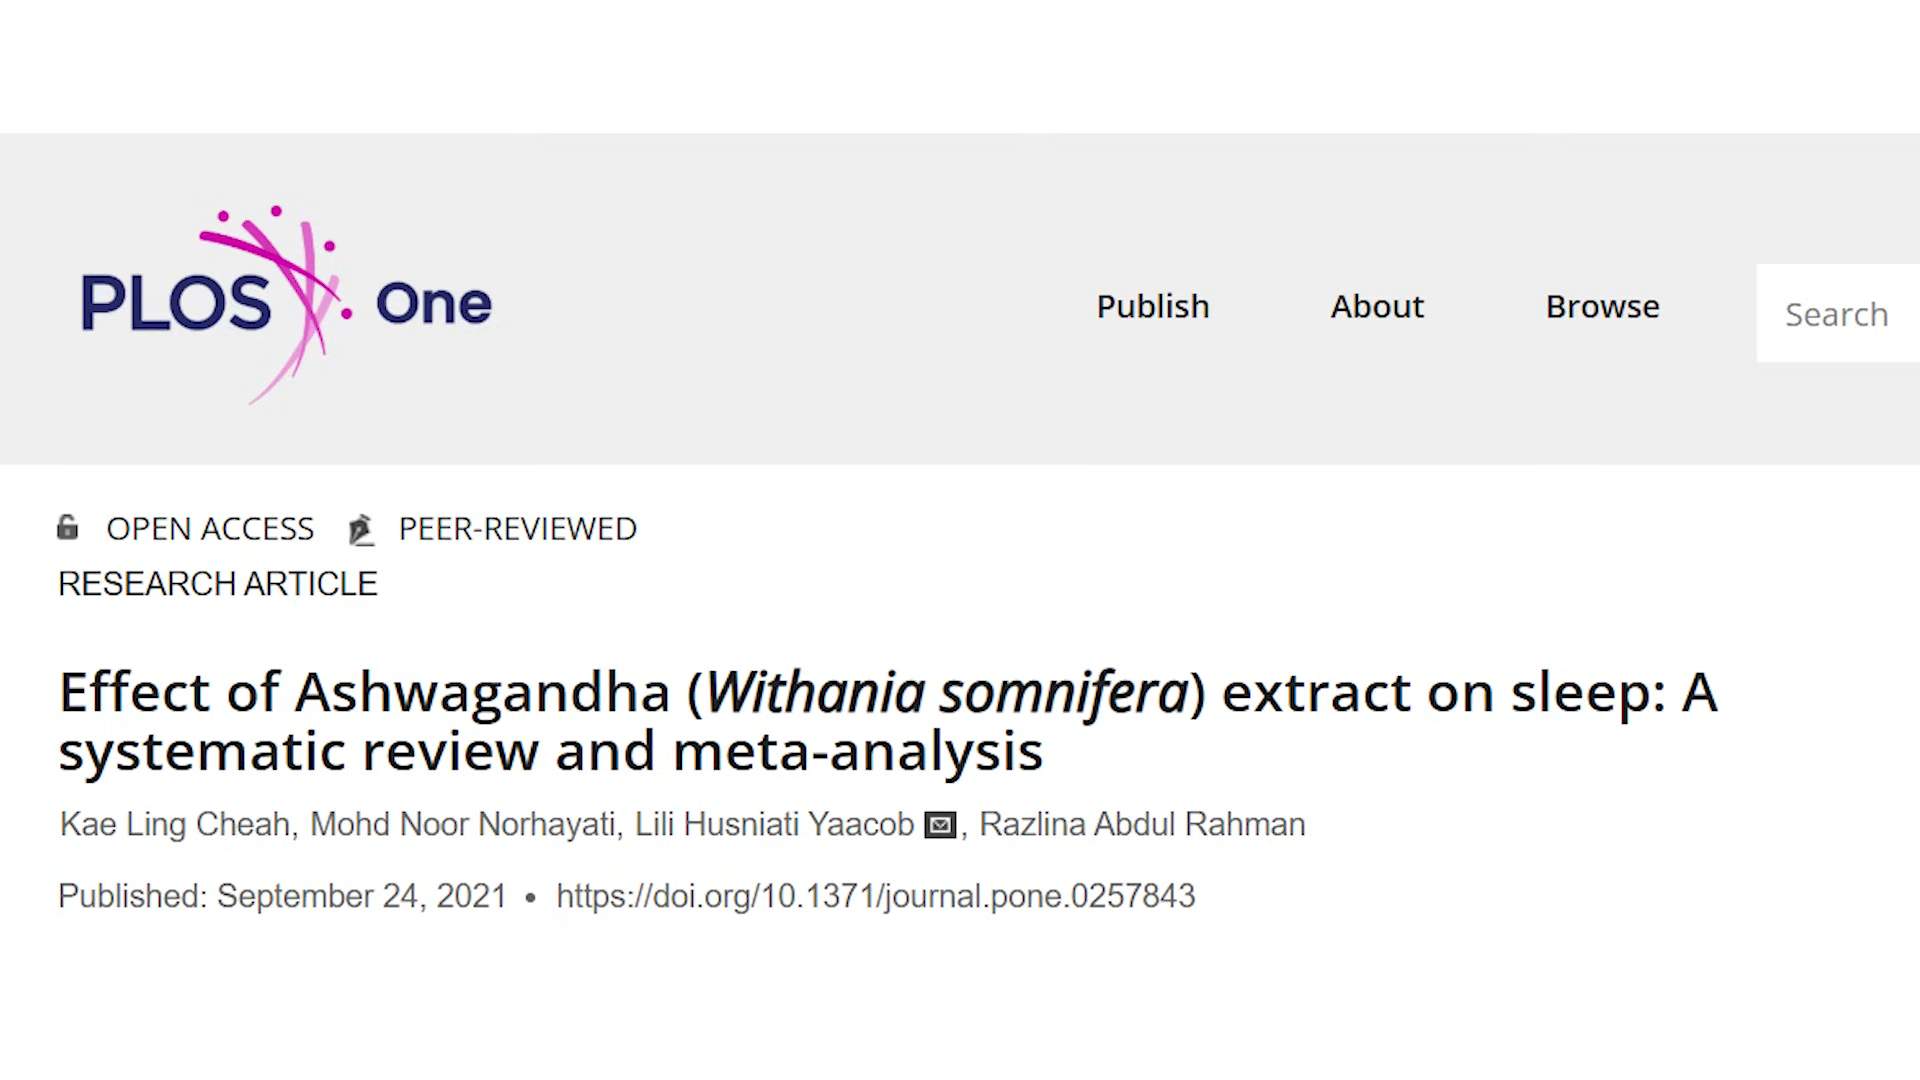 PLOS One
Publish About Browse Search
OPEN ACCESS PEER-REVIEWED
RESEARCH ARTICLE
Effect of Ashwagandha (Withania somnifera) extract on sleep: A
systematic review and meta-analysis
Kae Ling Cheah, Mohd Noor Norhayati, Lili Husniati Yaacob , Razlina Abdul Rahman
Published: September 24, 2021 • https://doi.org/10.1371/journal.pone.0257843